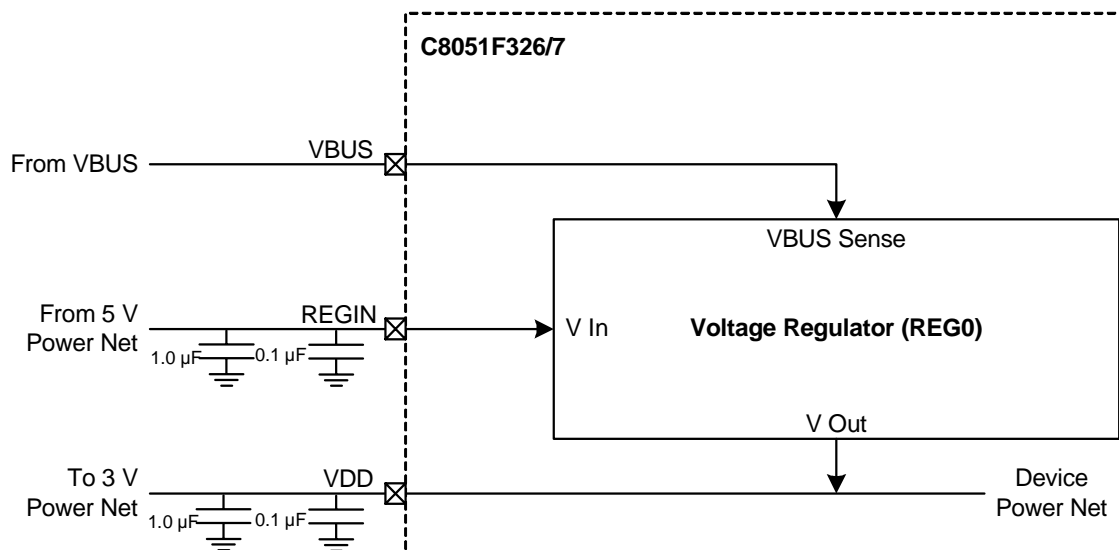 C8051F326/7
From VBUS
VBUS
VBUS Sense
From 5 V
Power Net
REGIN
1.0 µF
0.1 µF
V In
Voltage Regulator (REG0)
V Out
To 3 V
Power Net
VDD
1.0 µF
0.1 µF
Device
Power Net